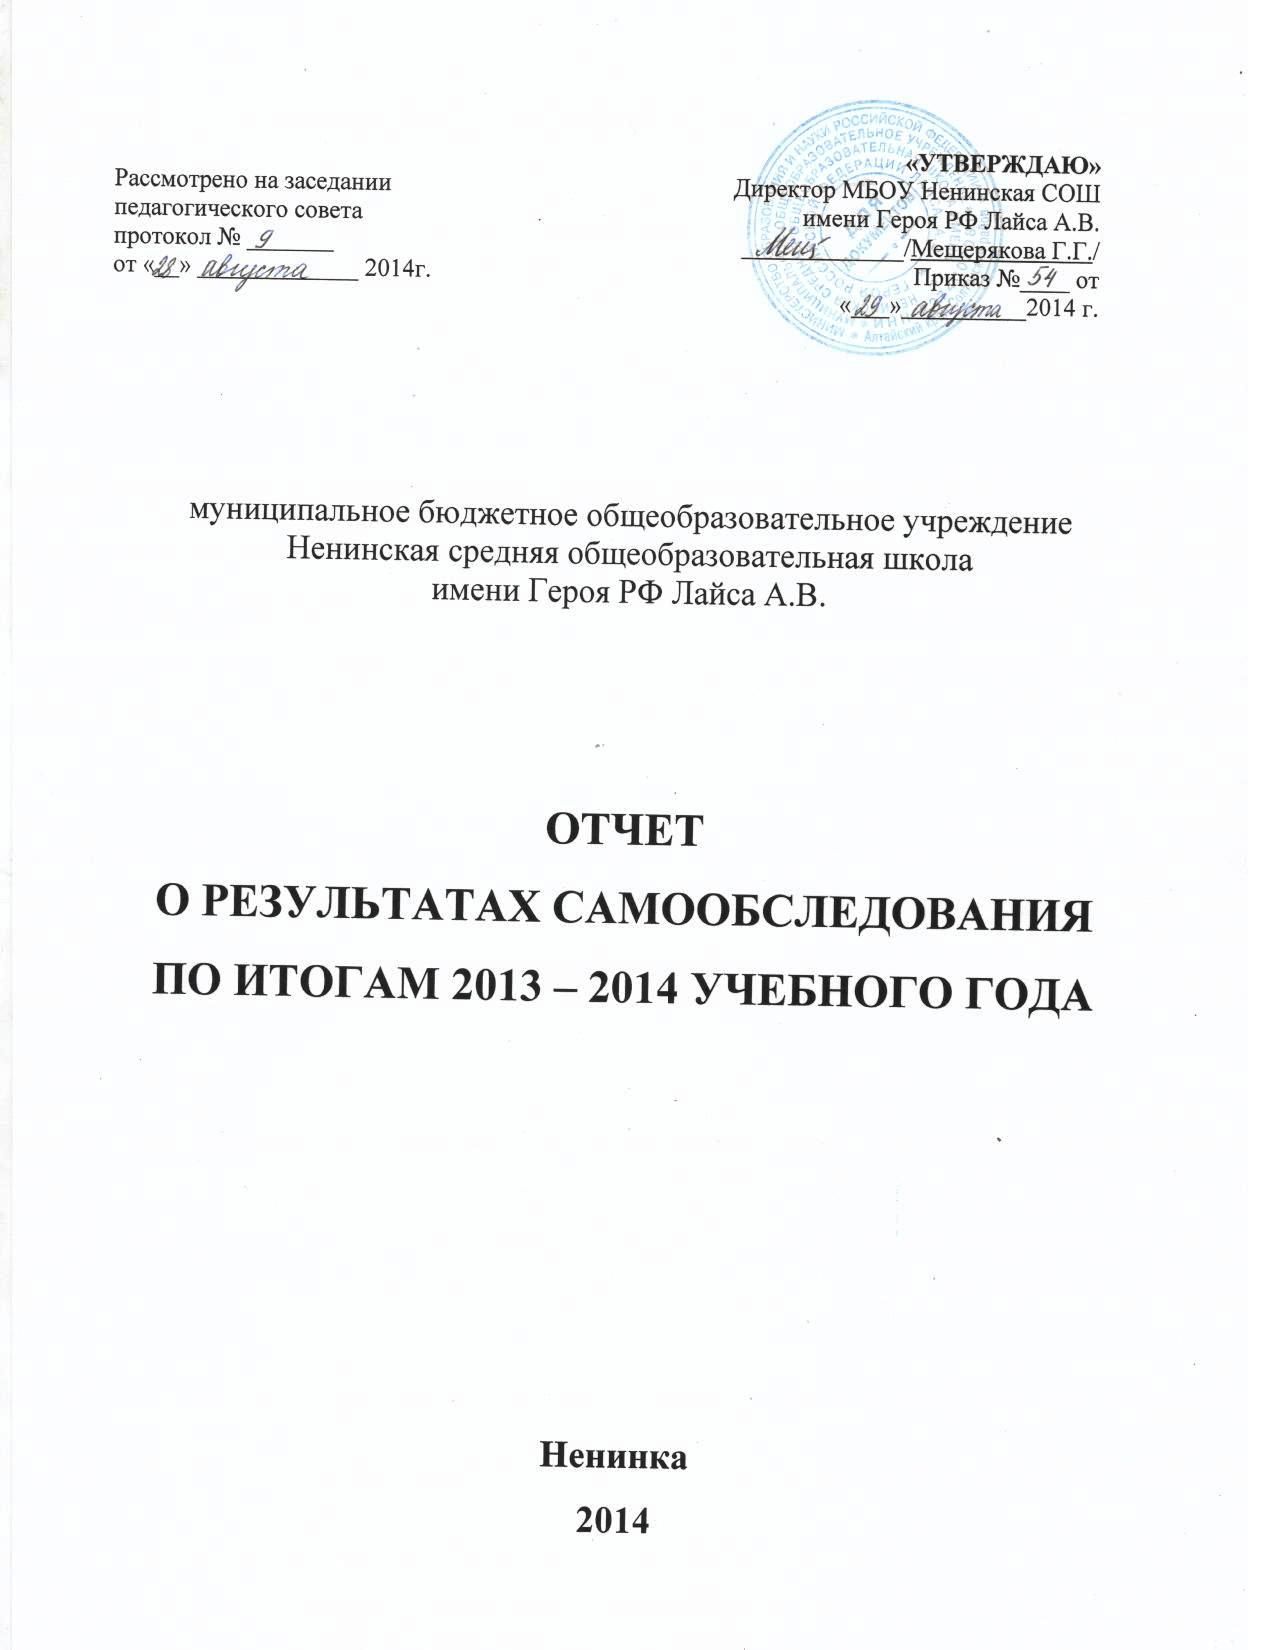 Рассмотрено на заседании
педагогического совета
протокол № 9
от «28» августа 2014г.
«УТВЕРЖДАЮ»
Директор МБОУ Ненинская СОШ
имени Героя РФ Лайса А.В.
/Мещерякова Г.Г./
Приказ № 54 от
«29» августа 2014 г.
муниципальное бюджетное общеобразовательное учреждение
Ненинская средняя общеобразовательная школа
имени Героя РФ Лайса А.В.
ОТЧЕТ
О РЕЗУЛЬТАТАХ САМООБСЛЕДОВАНИЯ
ПО ИТОГАМ 2013 – 2014 УЧЕБНОГО ГОДА
Ненинка
2014